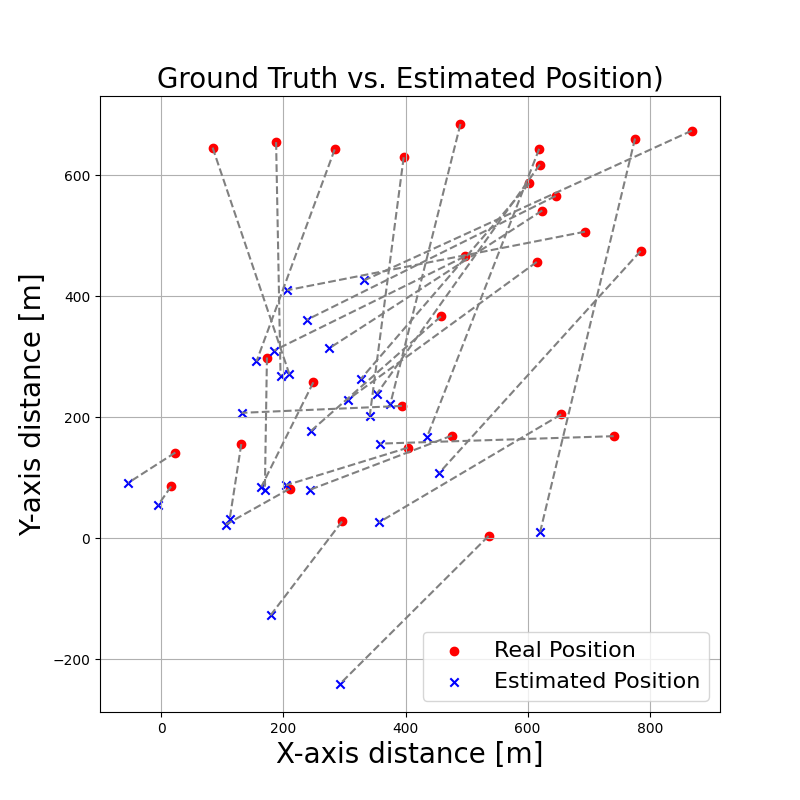 Ground Truth vs. Estimated Position)
Y-axis distance [m]
600
400
200
0
−200
0 200 400 600 800
X-axis distance [m]
Real Position
Estimated Position